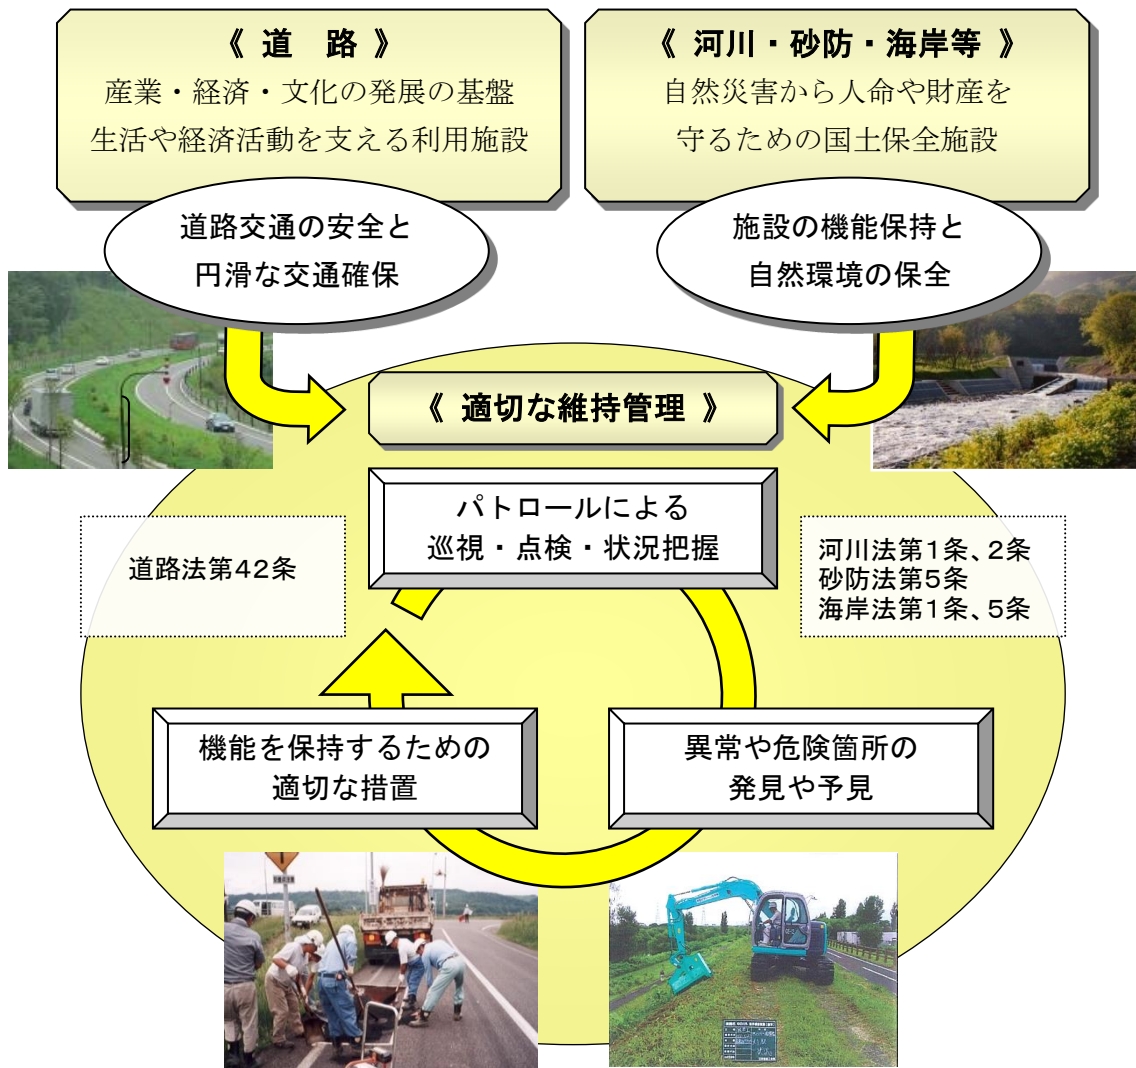 《 道　路 》
産業・経済・文化の発展の基盤
生活や経済活動を支える利用施設
《 河川・砂防・海岸等 》
自然災害から人命や財産を
守るための国土保全施設
道路交通の安全と
円滑な交通確保
施設の機能保持と
自然環境の保全
《 適切な維持管理 》
パトロールによる
巡視・点検・状況把握
道路法第42条
河川法第1条、2条
砂防法第5条
海岸法第1条、5条
機能を保持するための
適切な措置
異常や危険箇所の
発見や予見